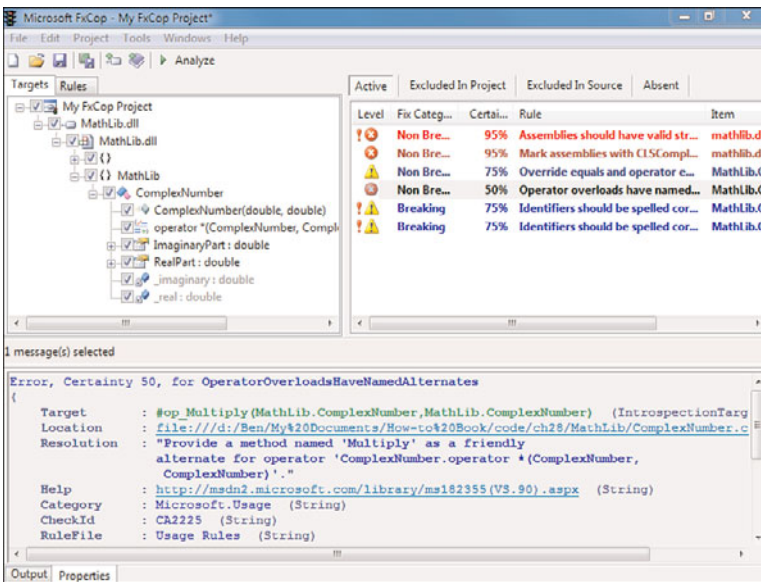 Microsoft FxCop - My FxCop Project*
File Edit Project Tools Windows Help
Analyze
Targets Rules
My FxCop Project
MathLib.dll
MathLib.dll
{}
{} MathLib
ComplexNumber
ComplexNumber(double, double)
operator *(ComplexNumber, Compl
ImaginaryPart : double
RealPart : double
_imaginary : double
_real : double
Active Excluded In Project Excluded In Source Absent
Level Fix Categ... Certai... Rule Item
Non Bre... 95% Assemblies should have valid str... mathlib.d
Non Bre... 95% Mark assemblies with CLSCompl... mathlib.d
Non Bre... 75% Override equals and operator e... MathLib.C
Non Bre... 50% Operator overloads have named... MathLib.C
Breaking 75% Identifiers should be spelled cor... MathLib.C
Breaking 75% Identifiers should be spelled cor... MathLib.C
1 message(s) selected
Error, Certainty 50, for OperatorOverloadsHaveNamedAlternates
{
Target : #op_Multiply(MathLib.ComplexNumber,MathLib.ComplexNumber) (IntrospectionTarg
Location : file:///d:/Ben/My%20Documents/How-to%20Book/code/ch28/MathLib/ComplexNumber.c
Resolution : "Provide a method named 'Multiply' as a friendly
alternate for operator 'ComplexNumber.operator *(ComplexNumber,
ComplexNumber)'."
Help : http://msdn2.microsoft.com/library/ms182355(VS.90).aspx (String)
Category : Microsoft.Usage (String)
CheckId : CA2225 (String)
RuleFile : Usage Rules (String)
Output Properties